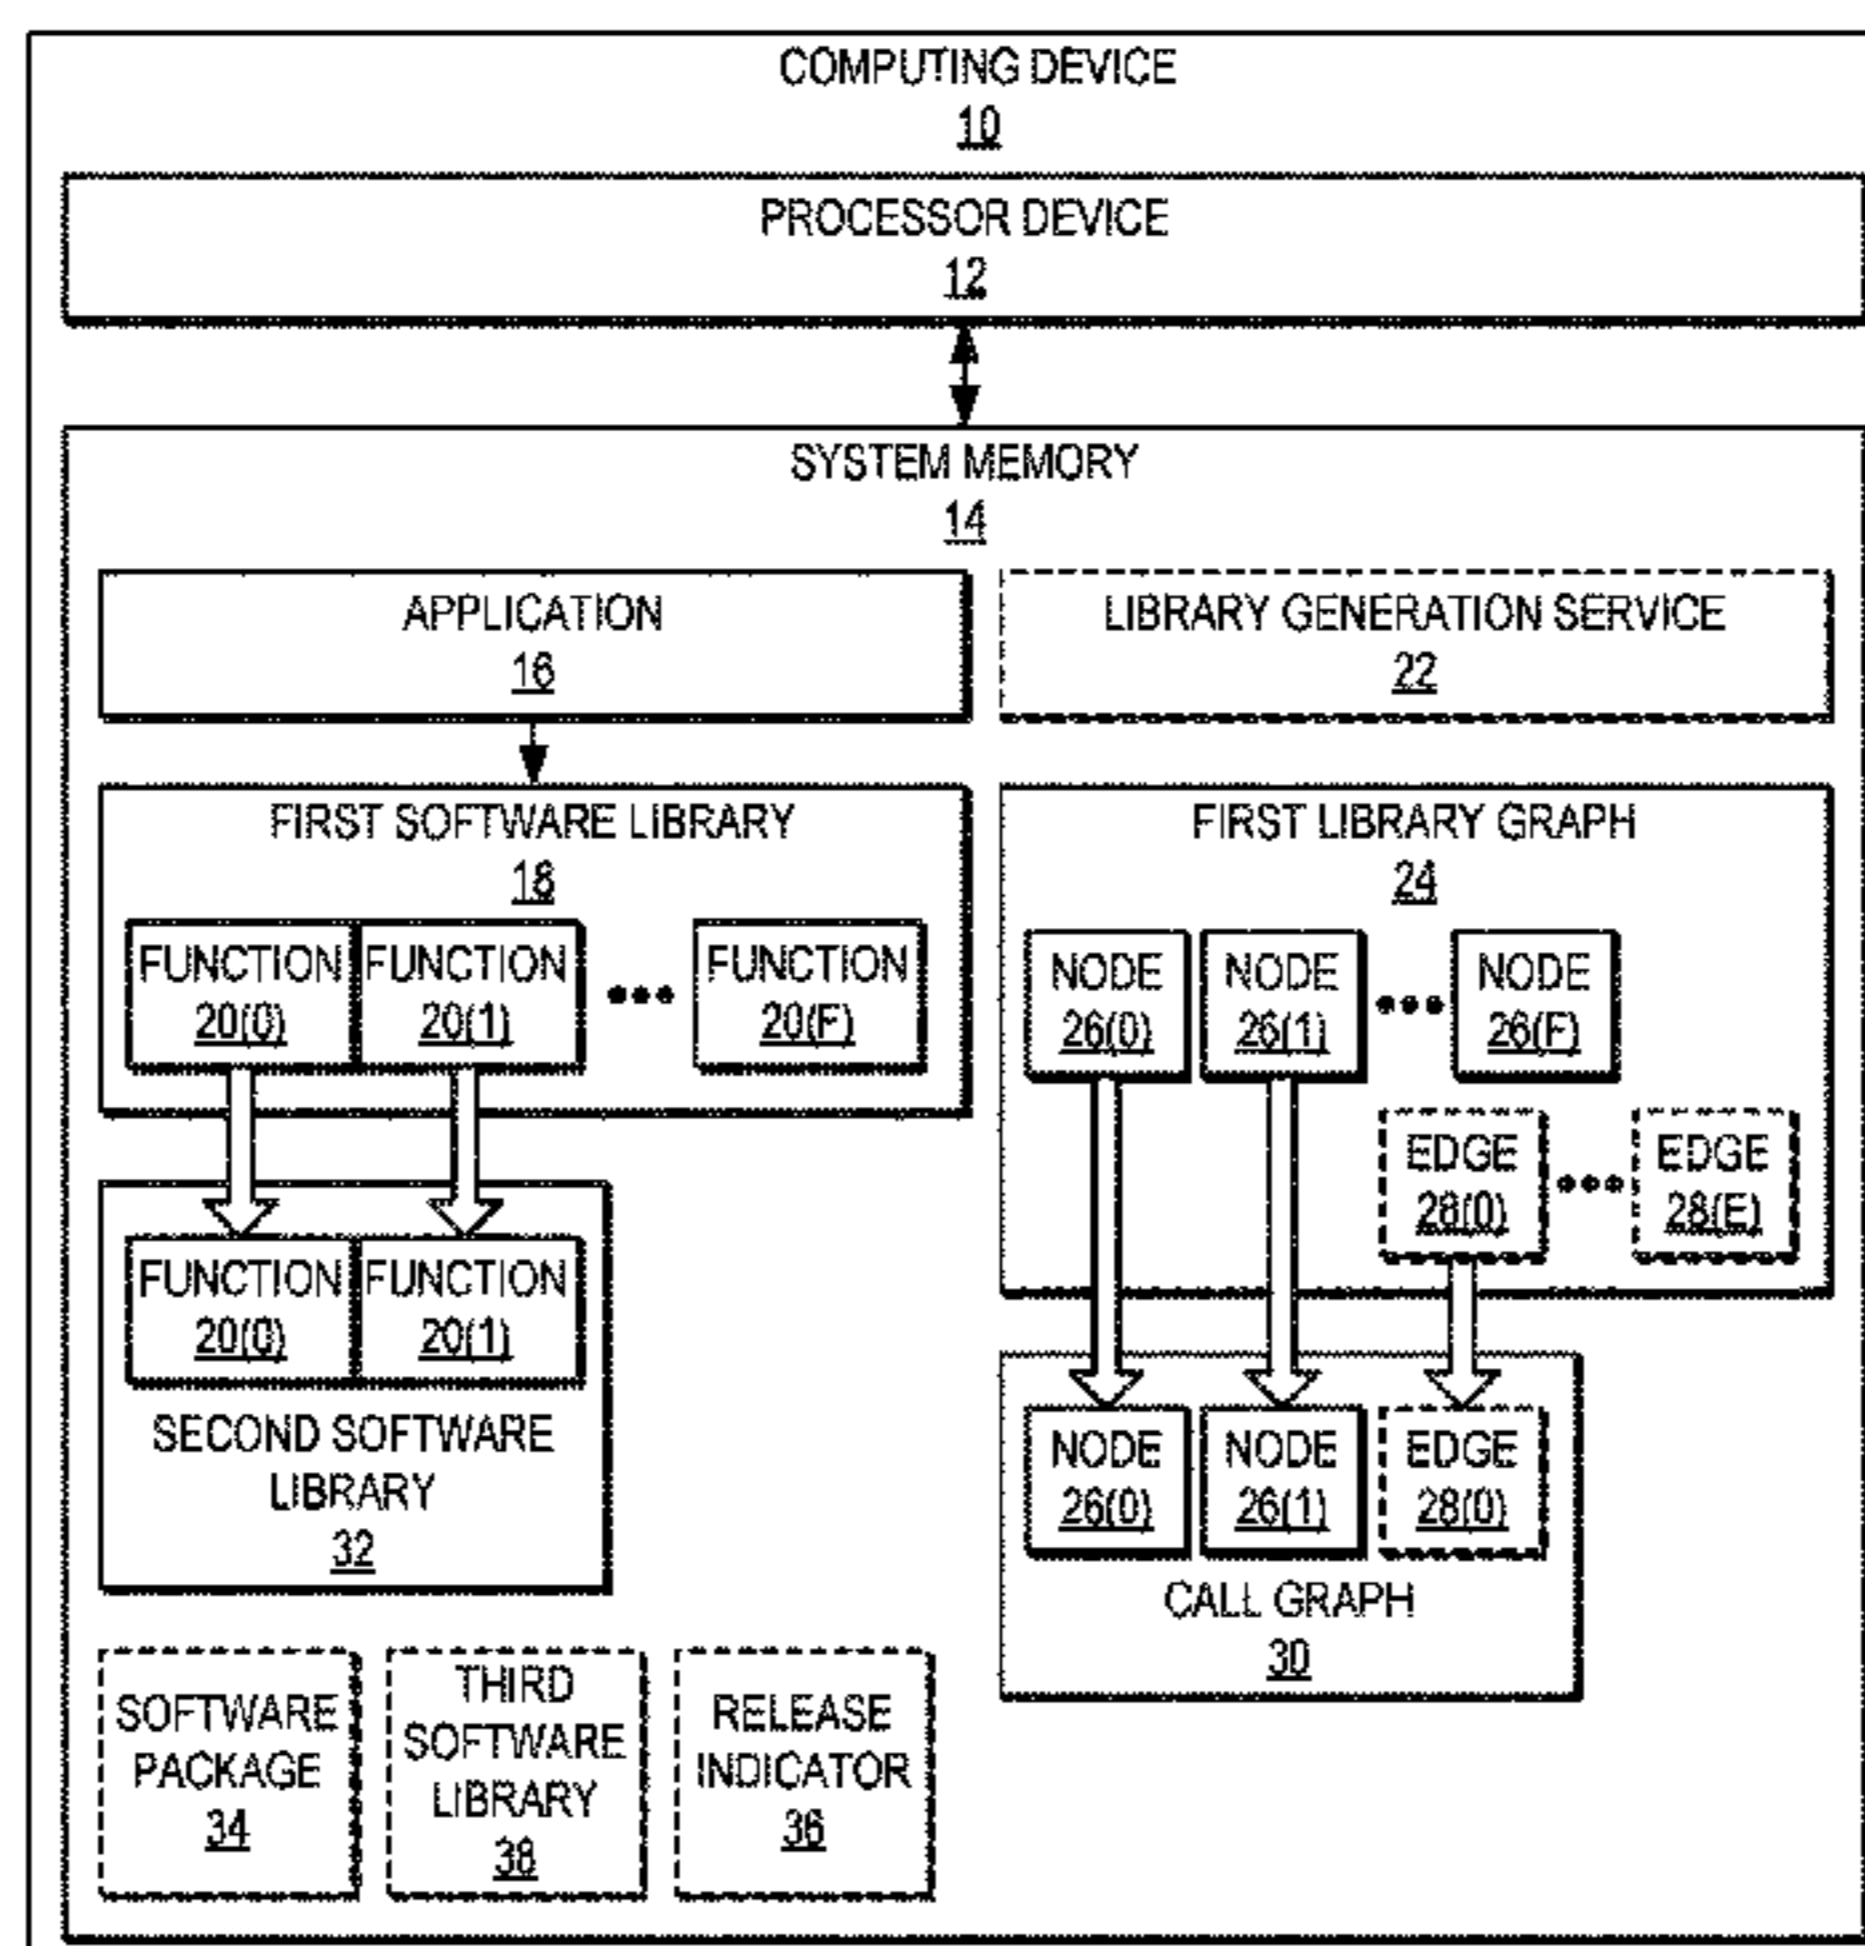 COMPUTING DEVICE
10
PROCESSOR DEVICE
12
SYSTEM MEMORY
14
APPLICATION
16
LIBRARY GENERATION SERVICE
22
FIRST SOFTWARE LIBRARY
18
FUNCTION
20(0)
FUNCTION
20(1)
•••
FUNCTION
20(F)
FIRST LIBRARY GRAPH
24
NODE
26(0)
NODE
26(1)
•••
NODE
26(F)
EDGE
28(0)
•••
EDGE
28(E)
FUNCTION
20(0)
FUNCTION
20(1)
SECOND SOFTWARE
LIBRARY
32
NODE
26(0)
NODE
26(1)
EDGE
28(0)
CALL GRAPH
30
SOFTWARE
PACKAGE
34
THIRD
SOFTWARE
LIBRARY
38
RELEASE
INDICATOR
36